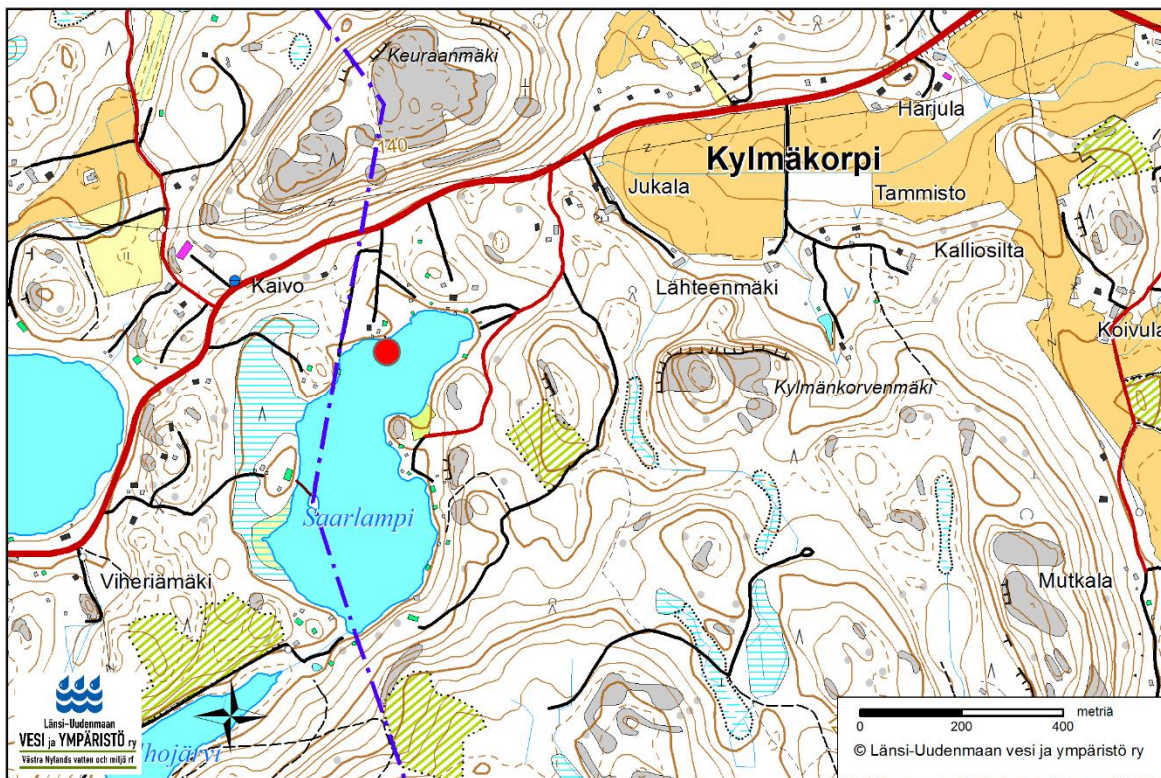 Keuraanmäki
140
Harjula
Kylmäkorpi
Jukala
Tammisto
Kalliosilta
Kaivo
Lähteenmäki
Koivula
Kylmänkorvenmäki
Saarlampi
Viheriämäki
Mutkala
Länsi-Uudenmaan
VESI ja YMPÄRISTÖ ry
Västra Nylands vatten och miljö rf
hojärvi
metriä
0 200 400
© Länsi-Uudenmaan vesi ja ympäristö ry